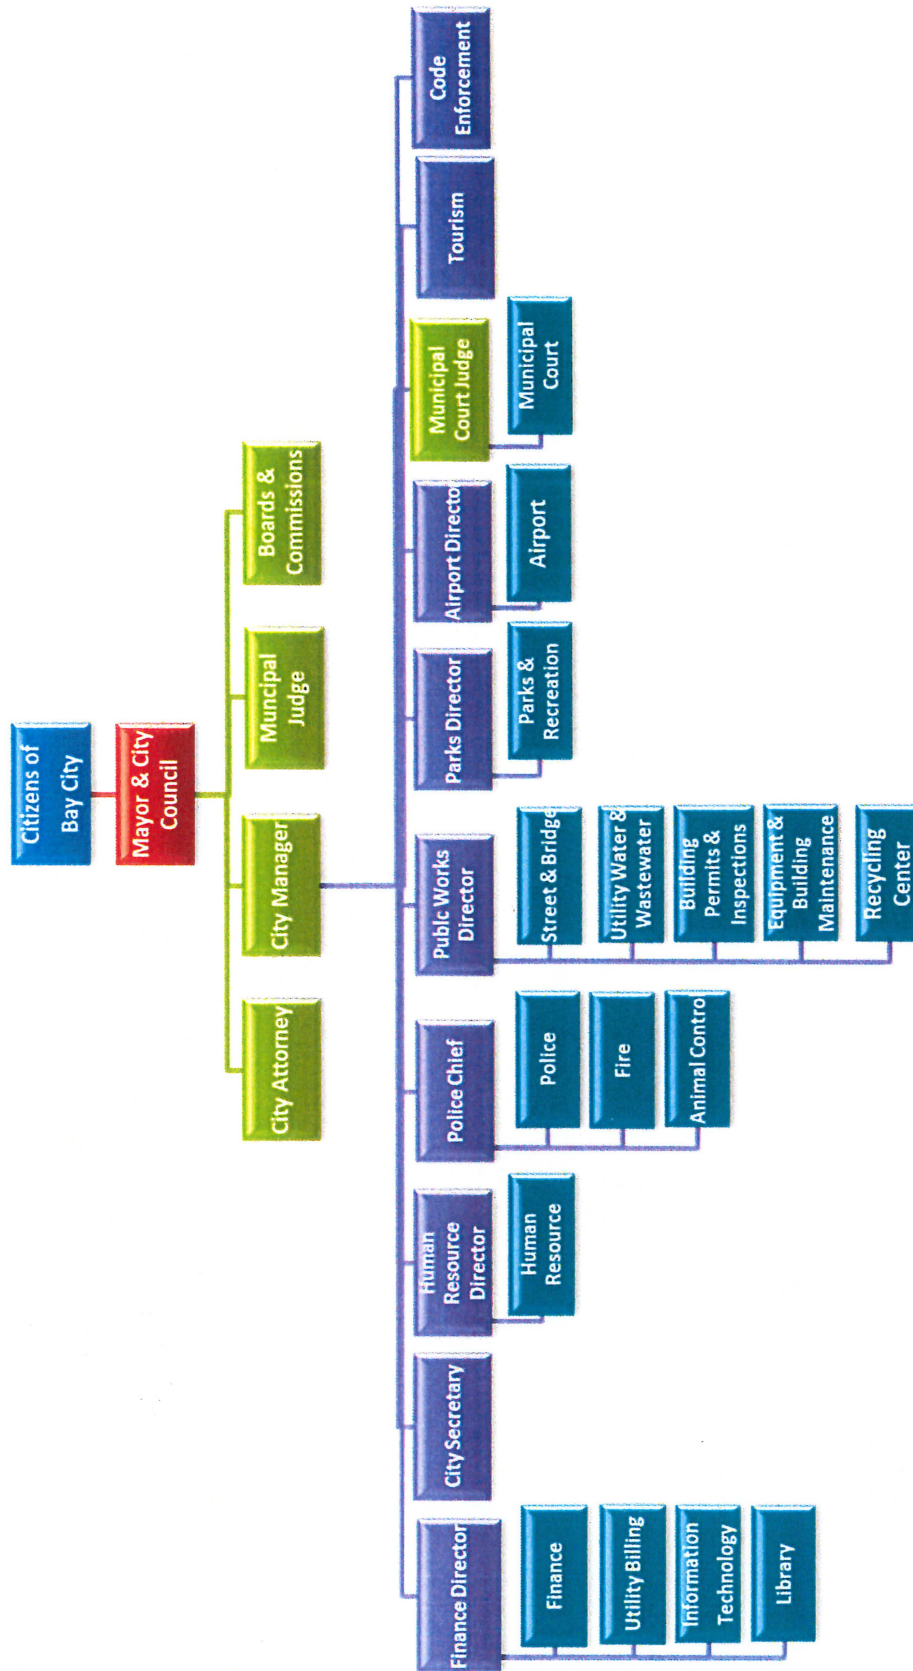 Citizens of
Bay City
Mayor & City
Council
City Attorney
City Manager
Muncipal
Judge
Boards &
Commissions
Finance Director
City Secretary
Human
Resource
Director
Police Chief
Public Works
Director
Parks Director
Airport Directo
Municipal
Court Judge
Tourism
Code
Enforcement
Finance
Utility Billing
Information
Technology
Library
Human
Resource
Police
Fire
Animal Control
Street & Bridge
Utility Water &
Wastewater
Building
Permits &
Inspections
Equipment &
Building
Maintenance
Recycling
Center
Parks &
Recreation
Airport
Municipal
Court